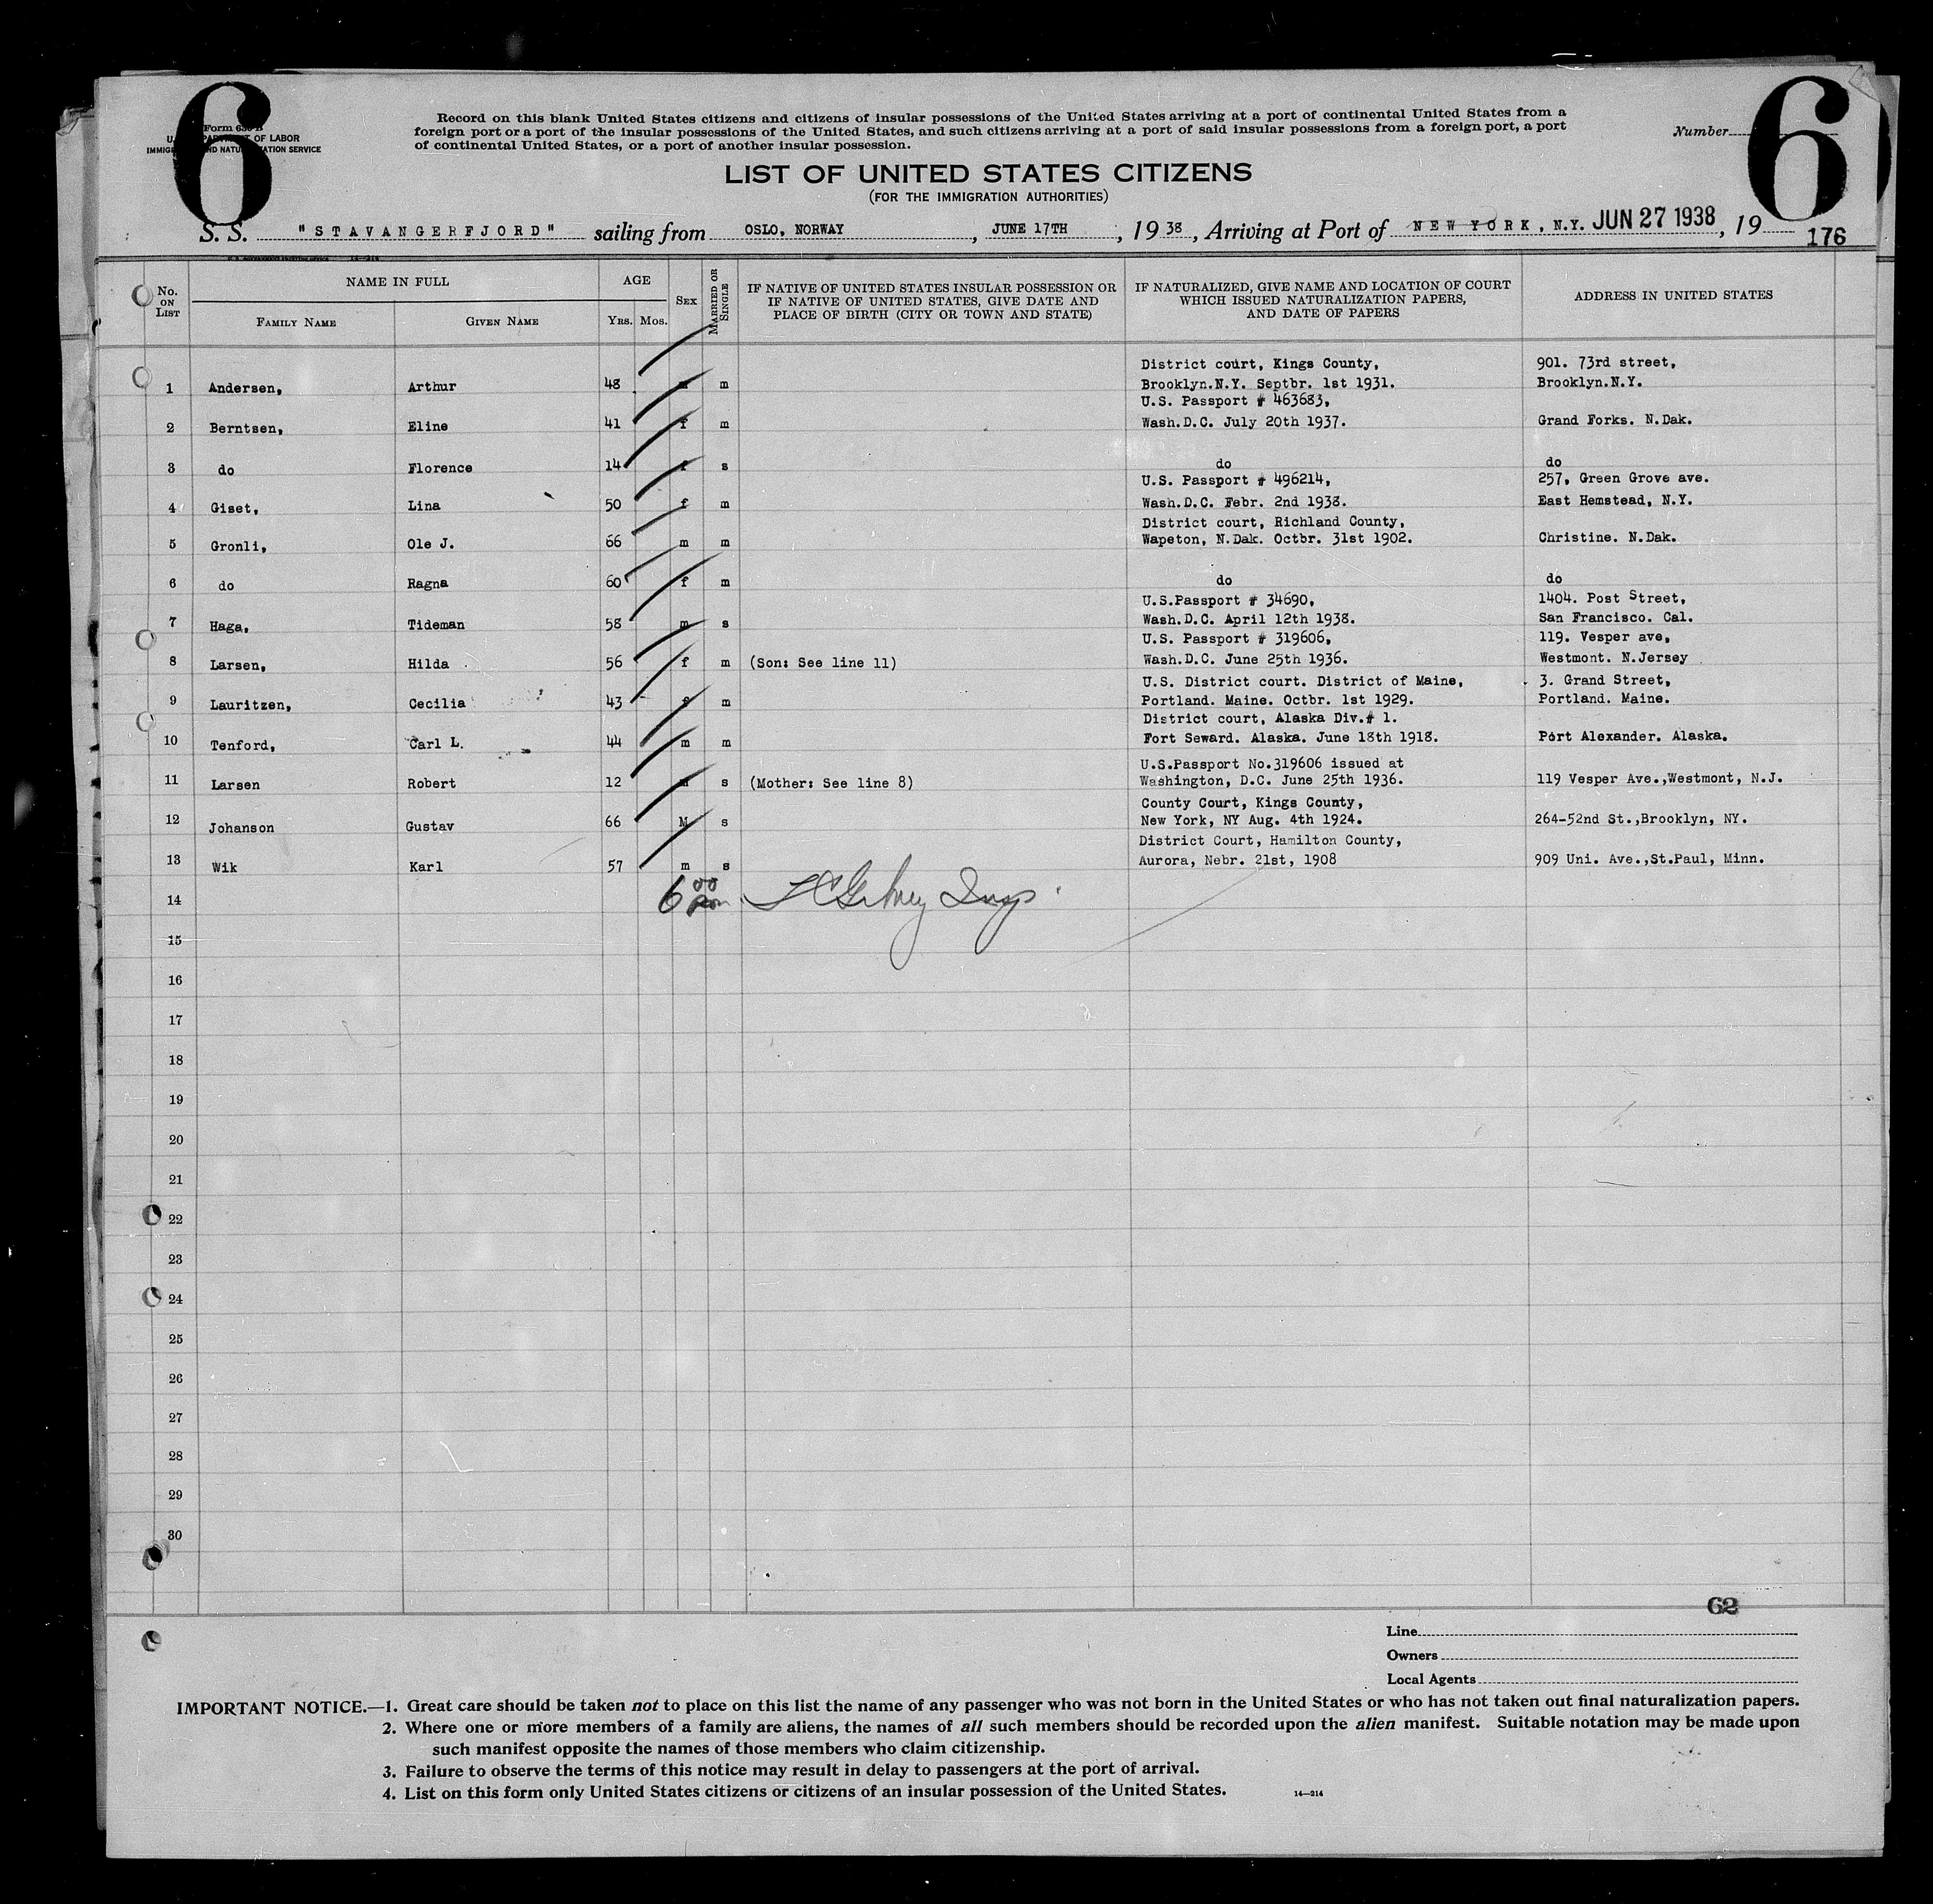 6
6
Form 630 B
U. S. DEPARTMENT OF LABOR
IMMIGRATION AND NATURALIZATION SERVICE
Record on this blank United States citizens and citizens of insular possessions of the United States arriving at a port of continental United States from a
foreign port or a port of the insular possessions of the United States, and such citizens arriving at a port of said insular possessions from a foreign port, a port
of continental United States, or a port of another insular possession.
Number
LIST OF UNITED STATES CITIZENS
(FOR THE IMMIGRATION AUTHORITIES)
S. S. "STAVANGERFJORD" sailing from OSLO, NORWAY, JUNE 17TH, 1938, Arriving at Port of NEW YORK, N.Y. JUN 27 1938, 19
176
No. ON LIST NAME IN FULL FAMILY NAME GIVEN NAME AGE YRS. MOS. SEX MARRIED OR SINGLE IF NATIVE OF UNITED STATES INSULAR POSSESSION OR IF NATIVE OF UNITED STATES, GIVE DATE AND PLACE OF BIRTH (CITY OR TOWN AND STATE) IF NATURALIZED, GIVE NAME AND LOCATION OF COURT WHICH ISSUED NATURALIZATION PAPERS, AND DATE OF PAPERS ADDRESS IN UNITED STATES
District court, Kings County, 901. 73rd street,
1 Andersen, Arthur 48 m m Brooklyn.N.Y. Septbr. 1st 1931. Brooklyn.N.Y.
U.S. Passport # 463683,
2 Berntsen, Eline 41 f m Wash.D.C. July 20th 1937. Grand Forks. N.Dak.
3 do Florence 14 f s do do
U.S. Passport # 496214, 257, Green Grove ave.
4 Giset, Lina 50 f m Wash.D.C. Febr. 2nd 1938. East Hemstead, N.Y.
District court, Richland County,
5 Gronli, Ole J. 66 m m Wapeton, N.Dak. Octbr. 31st 1902. Christine. N.Dak.
6 do Ragna 60 f m do do
U.S.Passport # 34690, 1404. Post Street,
7 Haga, Tideman 58 m s Wash.D.C. April 12th 1938. San Francisco. Cal.
U.S. Passport # 319606, 119. Vesper ave,
8 Larsen, Hilda 56 f m (Son: See line 11) Wash.D.C. June 25th 1936. Westmont. N.Jersey
U.S. District court. District of Maine, 3. Grand Street,
9 Lauritzen, Cecilia 43 f m Portland. Maine. Octbr. 1st 1929. Portland. Maine.
District court, Alaska Div.# 1.
10 Tenford, Carl L. 44 m m Fort Seward. Alaska. June 18th 1918. Port Alexander. Alaska.
U.S.Passport No.319606 issued at
11 Larsen Robert 12 m s (Mother: See line 8) Washington, D.C. June 25th 1936. 119 Vesper Ave.,Westmont, N.J.
County Court, Kings County,
12 Johanson Gustav 66 M s New York, NY Aug. 4th 1924. 264-52nd St.,Brooklyn, NY.
District Court, Hamilton County,
13 Wik Karl 57 m s Aurora, Nebr. 21st, 1908 909 Uni. Ave.,St.Paul, Minn.
14 6 00
15
16
17
18
19
20
21
22
23
24
25
26
27
28
29
30
62
Line
Owners
Local Agents
IMPORTANT NOTICE.—1. Great care should be taken not to place on this list the name of any passenger who was not born in the United States or who has not taken out final naturalization papers.
2. Where one or more members of a family are aliens, the names of all such members should be recorded upon the alien manifest. Suitable notation may be made upon
such manifest opposite the names of those members who claim citizenship.
3. Failure to observe the terms of this notice may result in delay to passengers at the port of arrival.
4. List on this form only United States citizens or citizens of an insular possession of the United States.
14—214